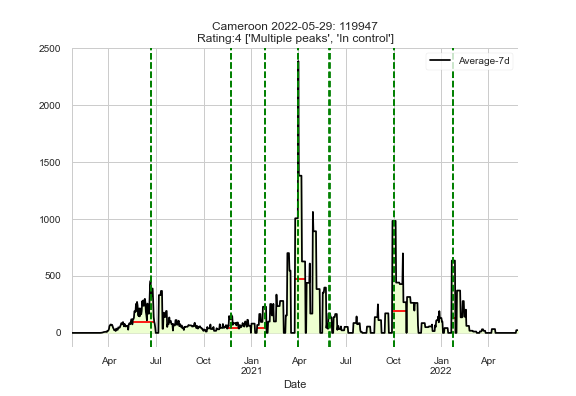 Cameroon 2022-05-29: 119947
Rating:4 ['Multiple peaks', 'In control']
2500
2000
1500
1000
500
0
Average-7d
Apr Jul Oct Jan Apr Jul Oct Jan Apr
2021 2022
Date